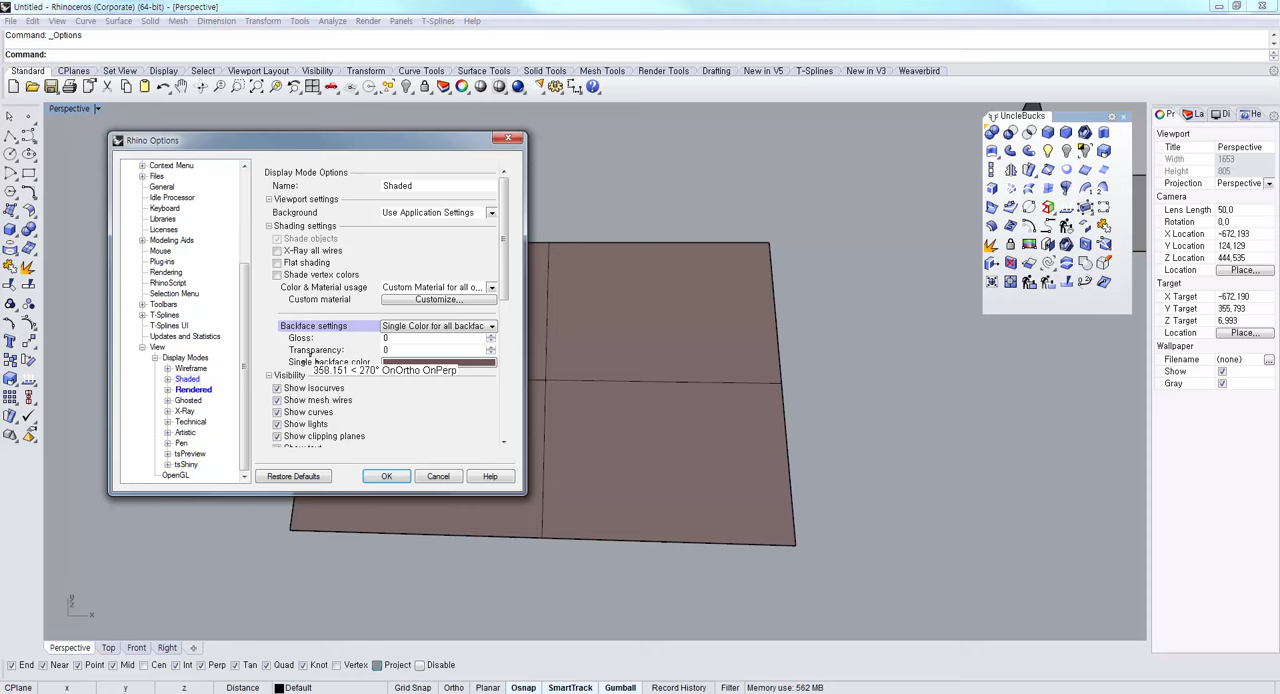 Untitled - Rhinoceros (Corporate) (64-bit) - [Perspective]
File Edit View Curve Surface Solid Mesh Dimension Transform Tools Analyze Render Panels T-Splines Help
Command: _Options
Command:
Standard CPlanes Set View Display Select Viewport Layout Visibility Transform Curve Tools Surface Tools Solid Tools Mesh Tools Render Tools Drafting New in V5 T-Splines New in V3 Weaverbird
Perspective
Rhino Options
Context Menu
Files
General
Idle Processor
Keyboard
Libraries
Licenses
Modeling Aids
Mouse
Plug-ins
Rendering
RhinoScript
Selection Menu
Toolbars
T-Splines
T-Splines UI
Updates and Statistics
View
Display Modes
Wireframe
Shaded
Rendered
Ghosted
X-Ray
Technical
Artistic
Pen
tsPreview
tsShiny
OpenGL
Display Mode Options
Name: Shaded
Viewport settings
Background Use Application Settings
Shading settings
Shade objects
X-Ray all wires
Flat shading
Shade vertex colors
Color & Material usage Custom Material for all o...
Custom material Customize...
Backface settings Single Color for all backfac
Gloss: 0
Transparency: 0
Single backface color
358.151 < 270° OnOrtho OnPerp
Visibility
Show isocurves
Show mesh wires
Show curves
Show lights
Show clipping planes
Restore Defaults OK Cancel Help
UncleBucks
Pr La Di He
Viewport
Title Perspective
Width 1653
Height 805
Projection Perspective
Camera
Lens Length 50,0
Rotation 0,0
X Location -672,193
Y Location 124,129
Z Location 444,535
Location Place...
Target
X Target -672,190
Y Target 355,793
Z Target 6,993
Location Place...
Wallpaper
Filename (none) ...
Show
Gray
Perspective Top Front Right
End Near Point Mid Cen Int Perp Tan Quad Knot Vertex Project Disable
CPlane x y z Distance Default Grid Snap Ortho Planar Osnap SmartTrack Gumball Record History Filter Memory use: 562 MB